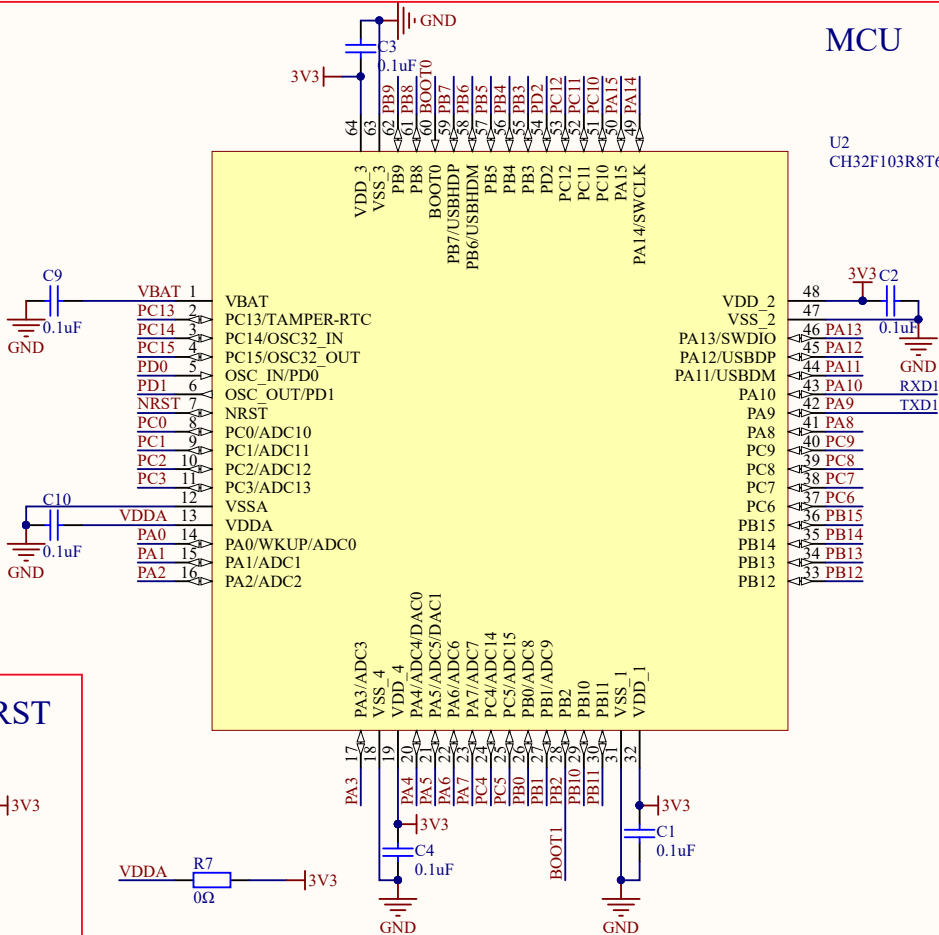 GND
MCU
C3
0.1uF
3V3
PB9
PB8
BOOT0
PB7
PB6
PB5
PB4
PB3
PD2
PC12
PC11
PC10
PA15
PA14
64
63
62
61
60
59
58
57
56
55
54
53
52
51
50
49
U2
CH32F103R8T6
VDD_3
VSS_3
PB9
PB8
BOOT0
PB7/USBHDP
PB6/USBHDM
PB5
PB4
PB3
PD2
PC12
PC11
PC10
PA15
PA14/SWCLK
C9
0.1uF
GND
VBAT 1 VBAT
PC13 2 PC13/TAMPER-RTC
PC14 3 PC14/OSC32_IN
PC15 4 PC15/OSC32_OUT
PD0 5 OSC_IN/PD0
PD1 6 OSC_OUT/PD1
NRST 7 NRST
PC0 8 PC0/ADC10
PC1 9 PC1/ADC11
PC2 10 PC2/ADC12
PC3 11 PC3/ADC13
12 VSSA
VDDA 13 VDDA
PA0 14 PA0/WKUP/ADC0
PA1 15 PA1/ADC1
PA2 16 PA2/ADC2
C10
0.1uF
GND
3V3 C2
0.1uF
GND
VDD_2 48
VSS_2 47
PA13/SWDIO 46 PA13
PA12/USBDP 45 PA12
PA11/USBDM 44 PA11
PA10 43 PA10 RXD1
PA9 42 PA9 TXD1
PA8 41 PA8
PC9 40 PC9
PC8 39 PC8
PC7 38 PC7
PC6 37 PC6
PB15 36 PB15
PB14 35 PB14
PB13 34 PB13
PB12 33 PB12
PA3/ADC3
VSS_4
VDD_4
PA4/ADC4/DAC0
PA5/ADC5/DAC1
PA6/ADC6
PA7/ADC7
PC4/ADC14
PC5/ADC15
PB0/ADC8
PB1/ADC9
PB2
PB10
PB11
VSS_1
VDD_1
17
18
19
20
21
22
23
24
25
26
27
28
29
30
31
32
PA3
PA4
PA5
PA6
PA7
PC4
PC5
PB0
PB1
PB2
PB10
PB11
BOOT1
3V3
C4
0.1uF
GND
3V3
C1
0.1uF
GND
RST
3V3
VDDA
R7
0Ω
3V3